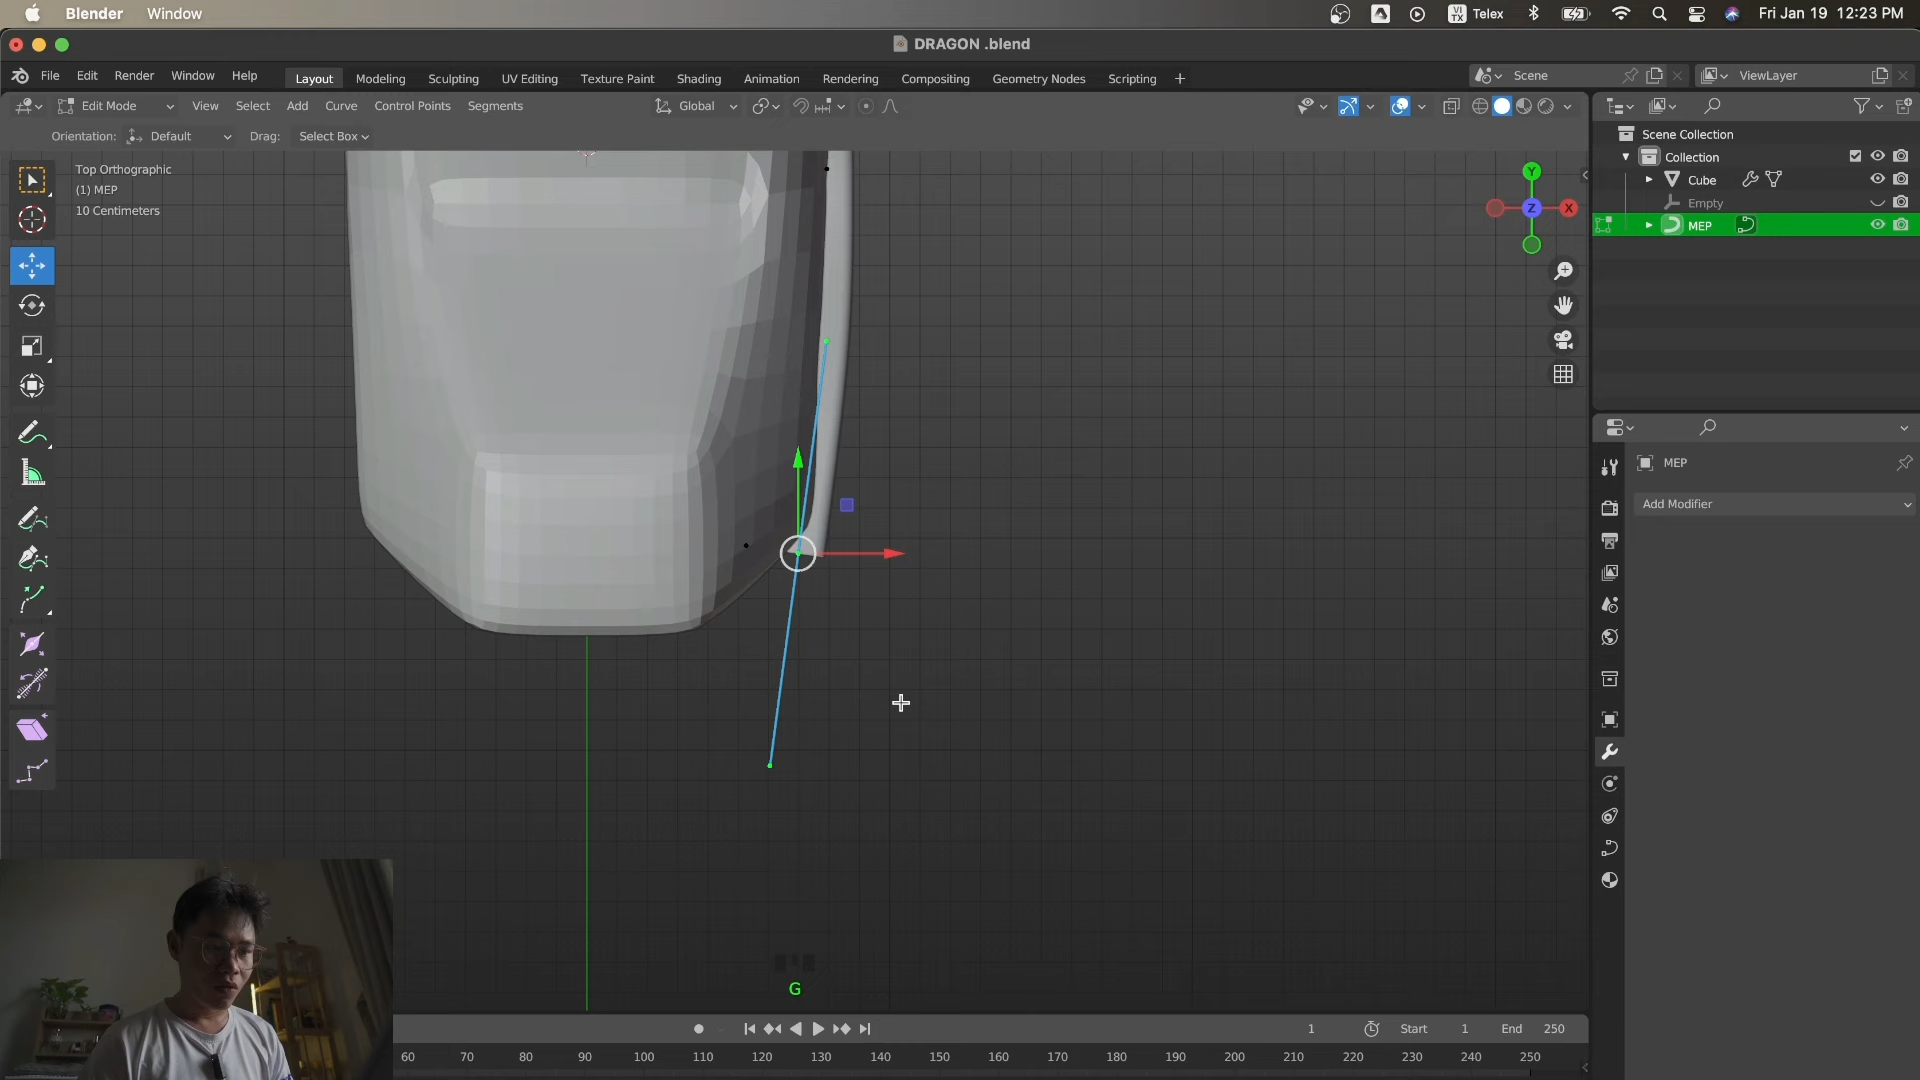 Blender Window Telex Fri Jan 19 12:23 PM
DRAGON .blend
File Edit Render Window Help Layout Modeling Sculpting UV Editing Texture Paint Shading Animation Rendering Compositing Geometry Nodes Scripting + Scene ViewLayer
Edit Mode View Select Add Curve Control Points Segments Global
Orientation: Default Drag: Select Box
Top Orthographic
(1) MEP
10 Centimeters
Y
Z X
Scene Collection
Collection
Cube
Empty
MEP
MEP
Add Modifier
G
1 Start 1 End 250
60 70 80 90 100 110 120 130 140 150 160 170 180 190 200 210 220 230 240 250